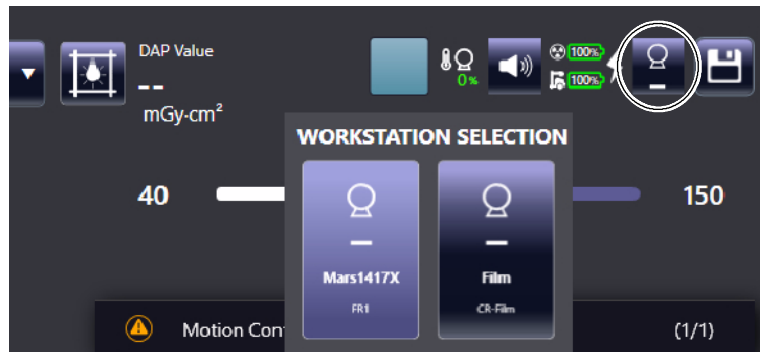 DAP Value
--
mGy·cm²
0%
100%
100%
WORKSTATION SELECTION
40
150
Mars1417X
FR1
Film
CR-Film
Motion Con
(1/1)